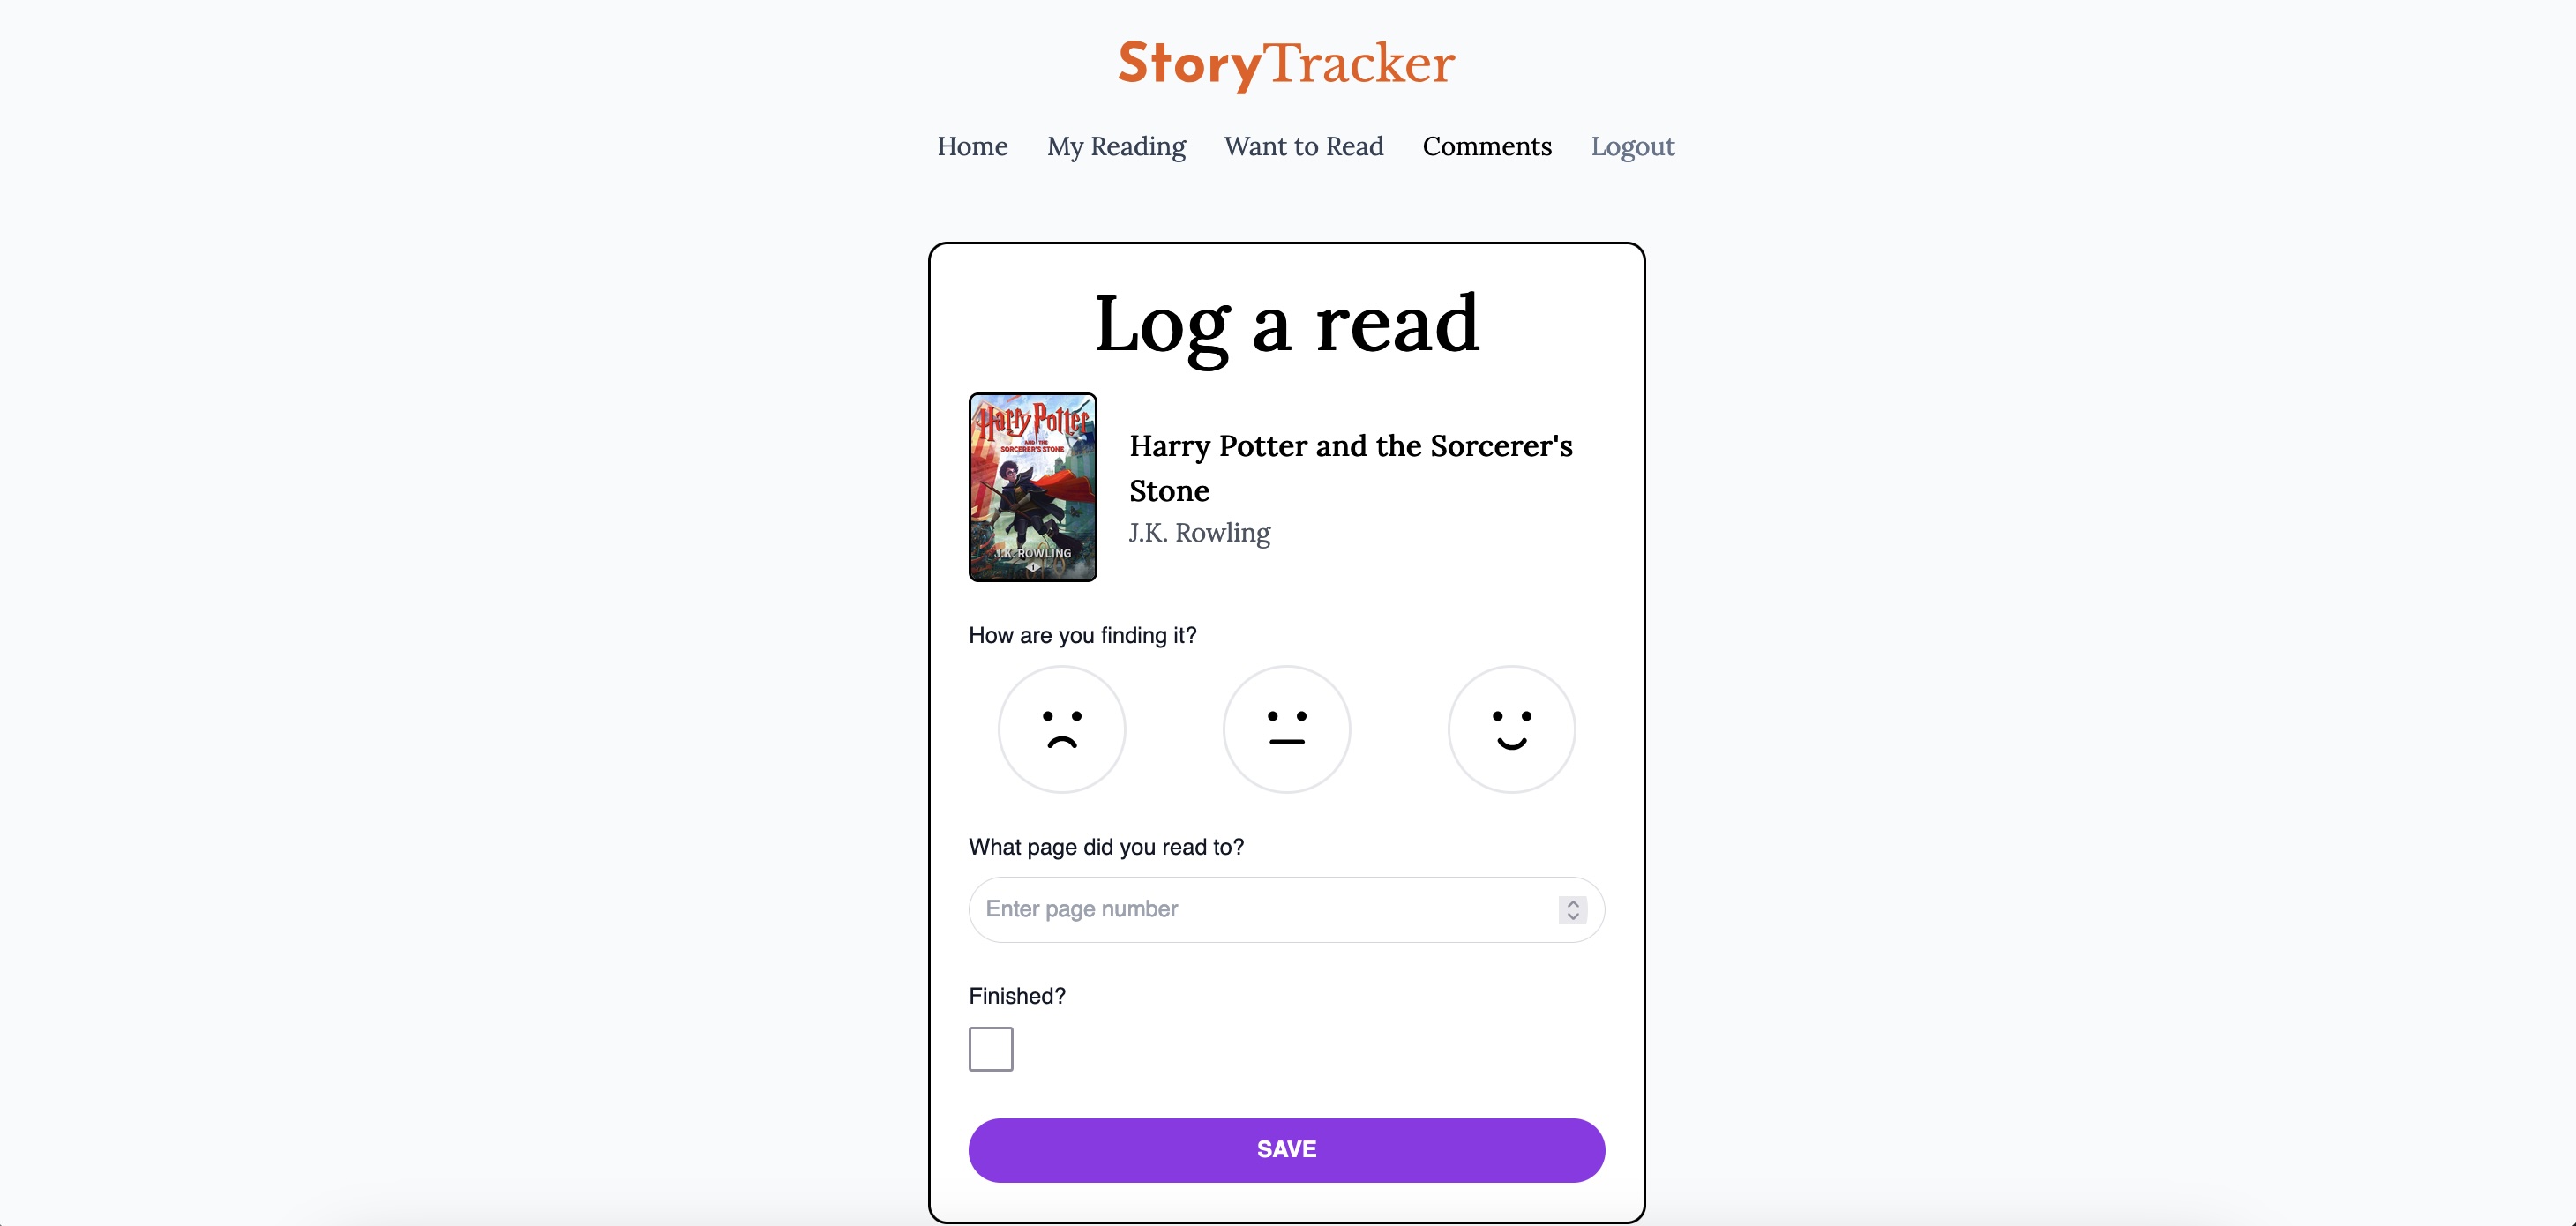 StoryTracker
Home My Reading Want to Read Comments Logout
Log a read
Harry Potter
AND THE
SORCERER'S STONE
J.K. ROWLING
1
Harry Potter and the Sorcerer's
Stone
J.K. Rowling
How are you finding it?
What page did you read to?
Enter page number
Finished?
SAVE